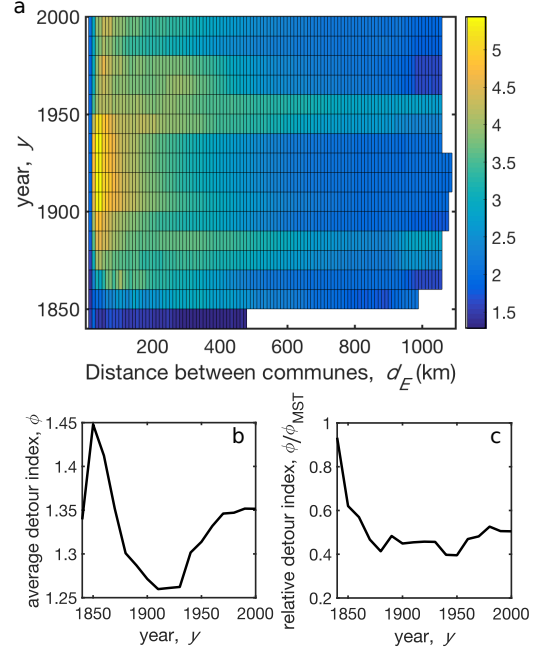 a
2000
1950
1900
1850
year, y
200 400 600 800 1000
Distance between communes, d_E (km)
5
4.5
4
3.5
3
2.5
2
1.5
b
1.45
1.4
1.35
1.3
1.25
average detour index, ϕ
1850 1900 1950 2000
year, y
c
1
0.8
0.6
0.4
0.2
relative detour index, ϕ/ϕ_MST
1850 1900 1950 2000
year, y